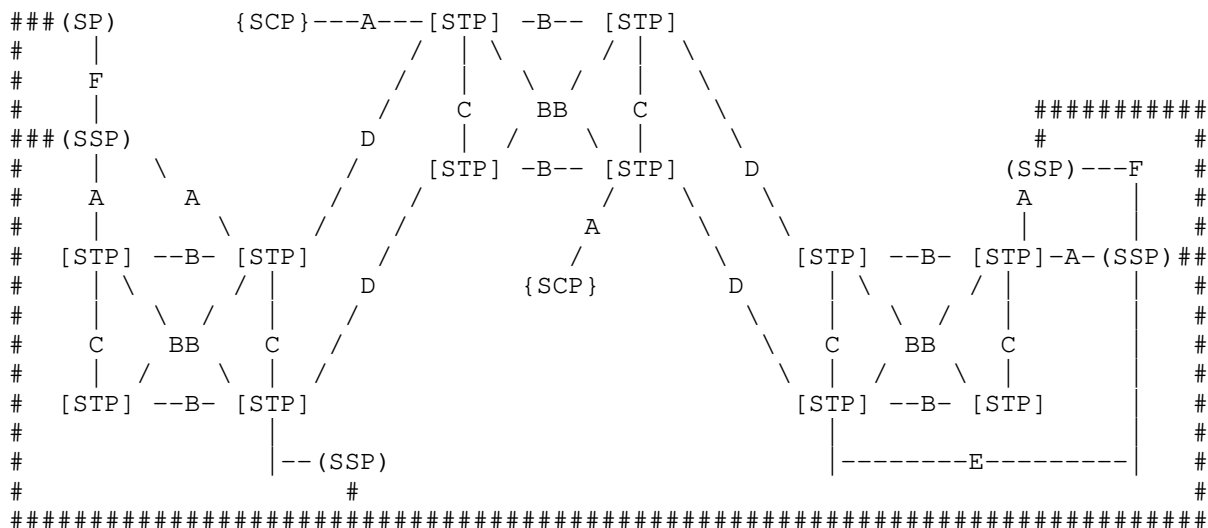 ###(SP)       {SCP}---A---[STP] -B-- [STP]
#    |                   / | \    / | \
#    F                  /  |  \  /  |  \
#    |                 /   C   BB   C   \                       ###########
###(SSP)              D    |  /  \  |    \                      #         #
#    |   \           /    [STP] -B-- [STP]    D               (SSP)---F   #
#    A     A        /     /          /   \     \               A      |   #
#    |       \     /     /          A     \     \              |      |   #
#  [STP] --B- [STP]     /          /       \     [STP] --B- [STP]-A-(SSP)##
#    | \    / |       D         {SCP}        D     | \    / |       |     #
#    |  \  /  |      /                        \    |  \  /  |       |     #
#    C   BB   C     /                          \   C   BB   C       |     #
#    |  /  \  |    /                            \  |  /  \  |       |     #
#  [STP] --B- [STP]                              [STP] --B- [STP]     |   #
#               |                                  |                  |   #
#               |--(SSP)                           |--------E---------|   #
#                    #                                                    #
###########################################################################